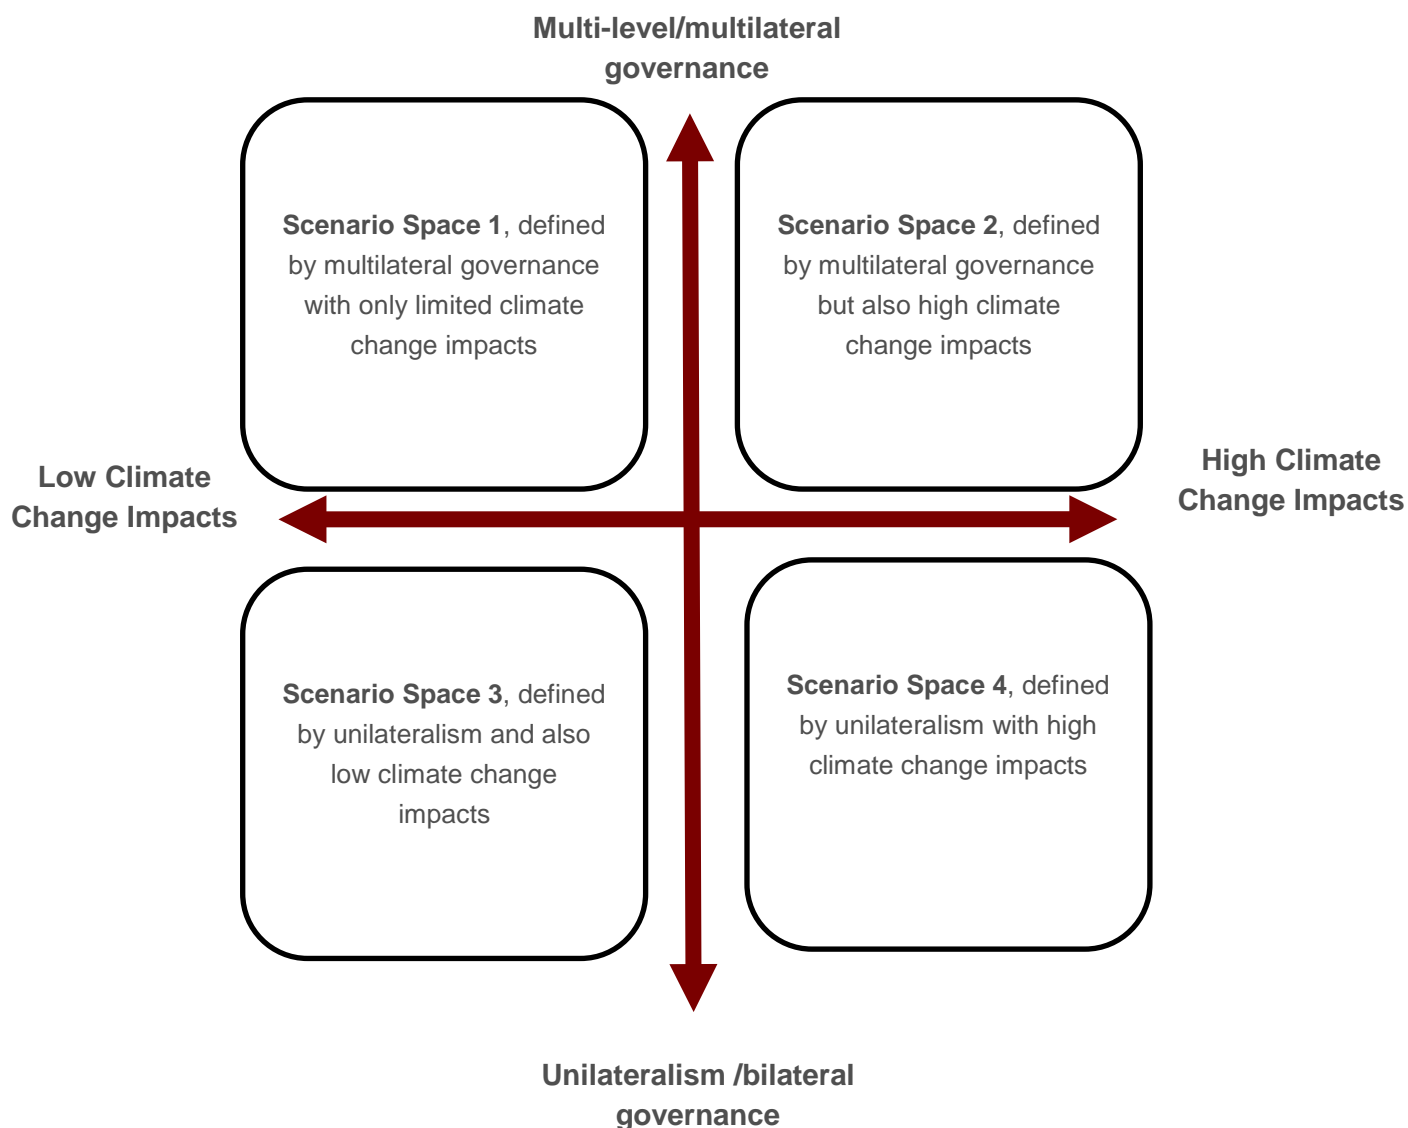 Multi-level/multilateral
governance
Scenario Space 1, defined
by multilateral governance
with only limited climate
change impacts
Scenario Space 2, defined
by multilateral governance
but also high climate
change impacts
Low Climate
Change Impacts
High Climate
Change Impacts
Scenario Space 3, defined
by unilateralism and also
low climate change
impacts
Scenario Space 4, defined
by unilateralism with high
climate change impacts
Unilateralism /bilateral
governance